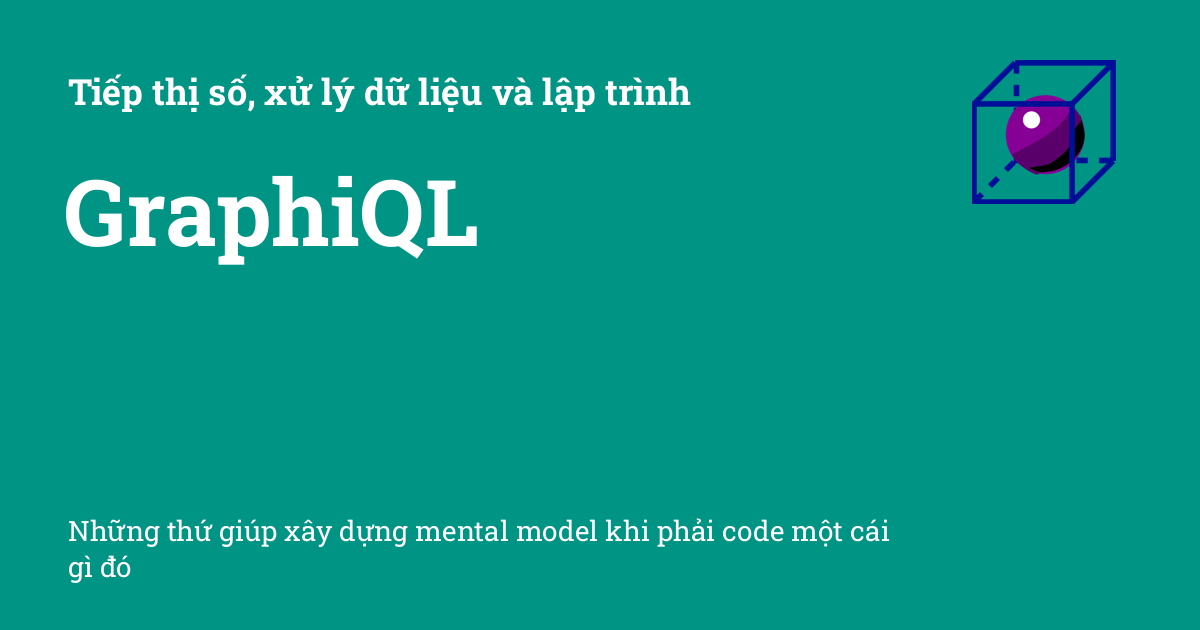 Tiếp thị số, xử lý dữ liệu và lập trình
GraphiQL
Những thứ giúp xây dựng mental model khi phải code một cái
gì đó